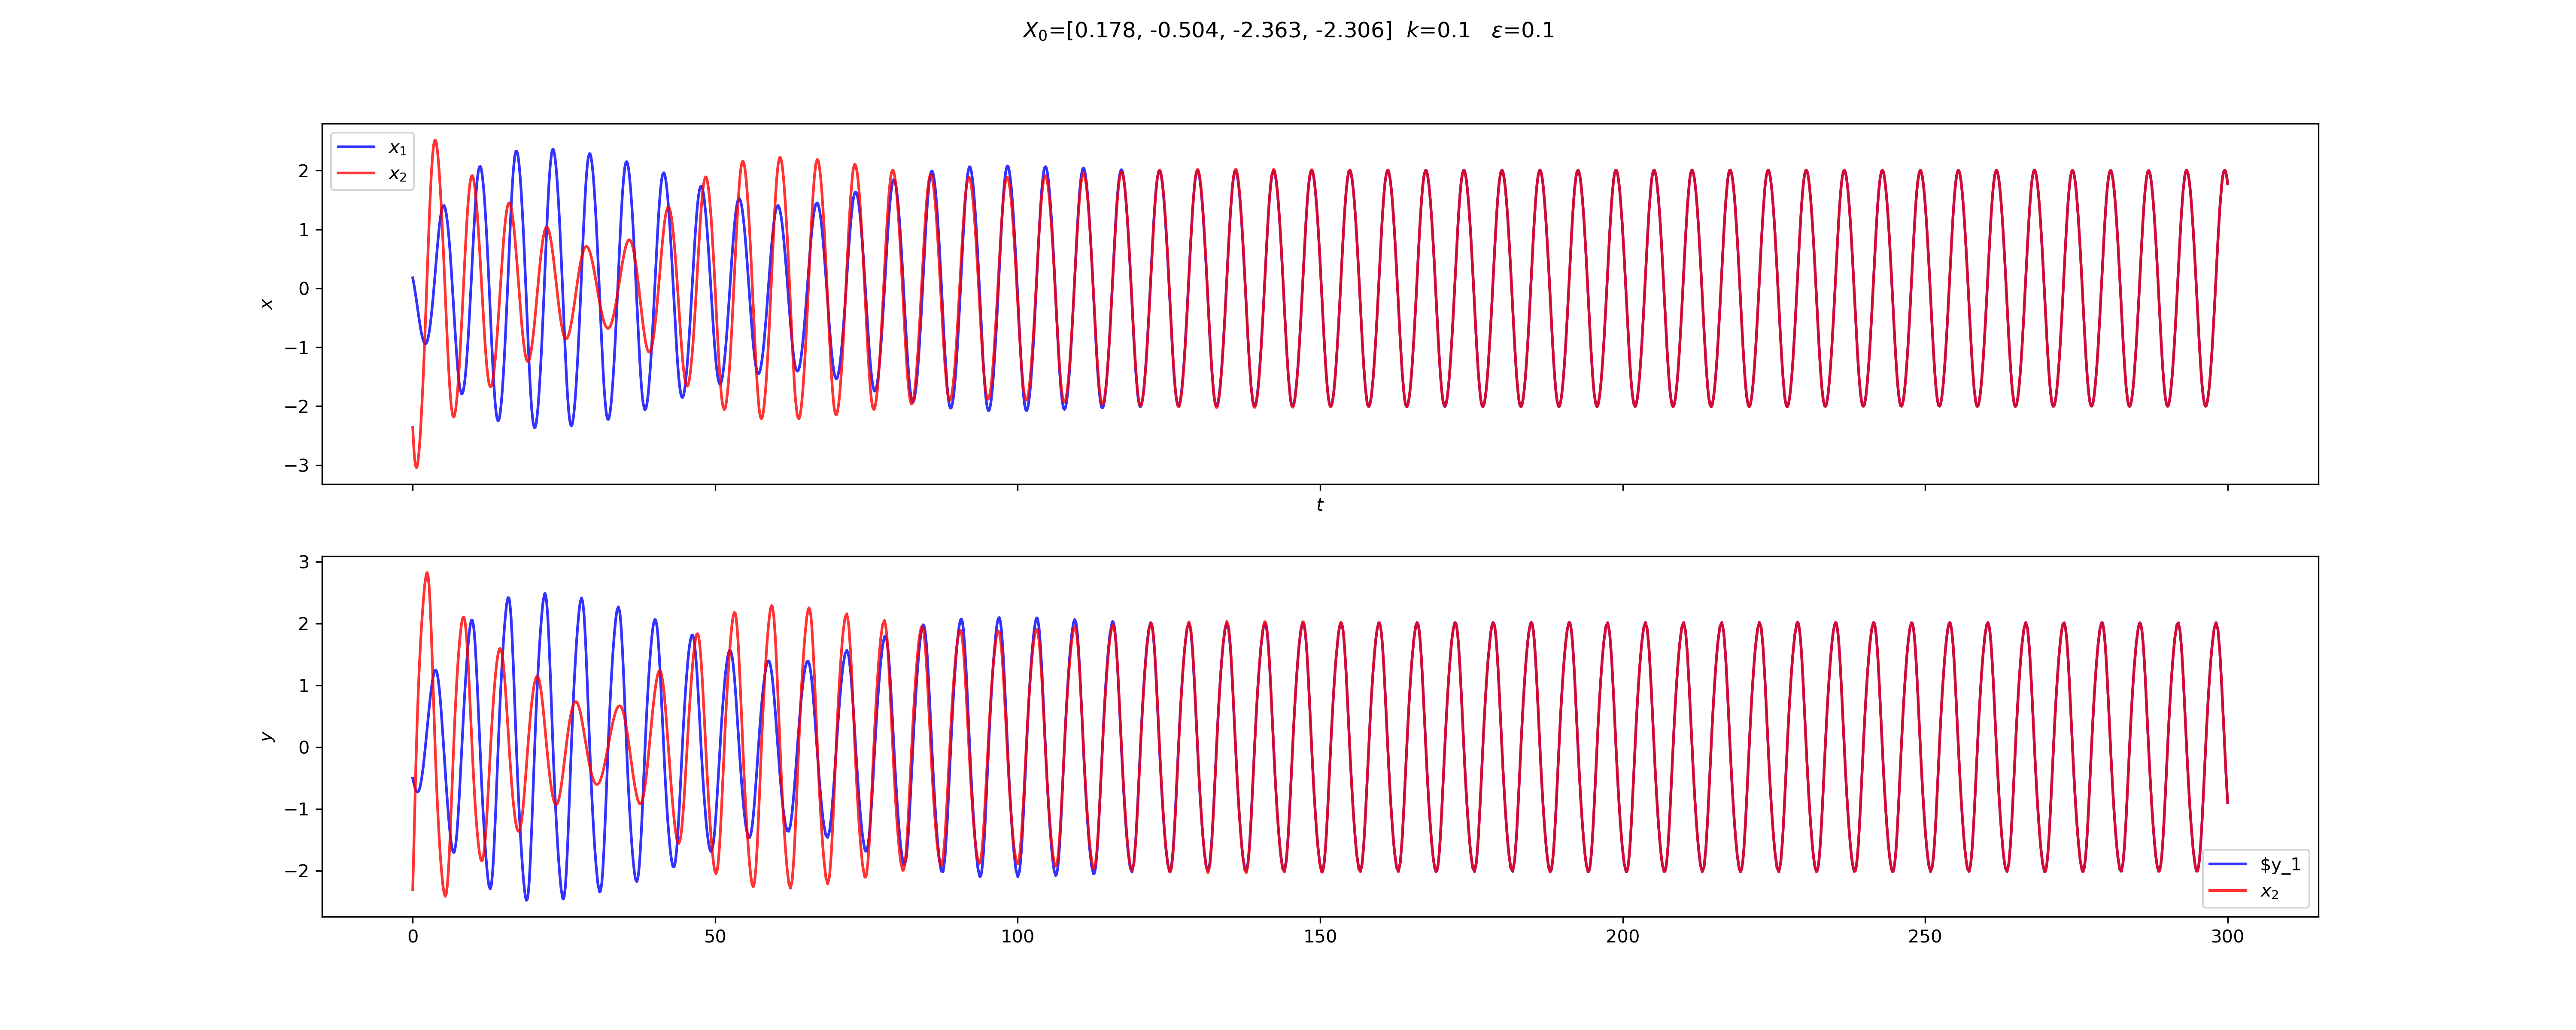 X₀=[0.178, -0.504, -2.363, -2.306] k=0.1 ε=0.1
x₁
x₂
2
1
0
−1
−2
−3
x
t
3
2
1
0
−1
−2
y
$y_1
x₂
0 50 100 150 200 250 300